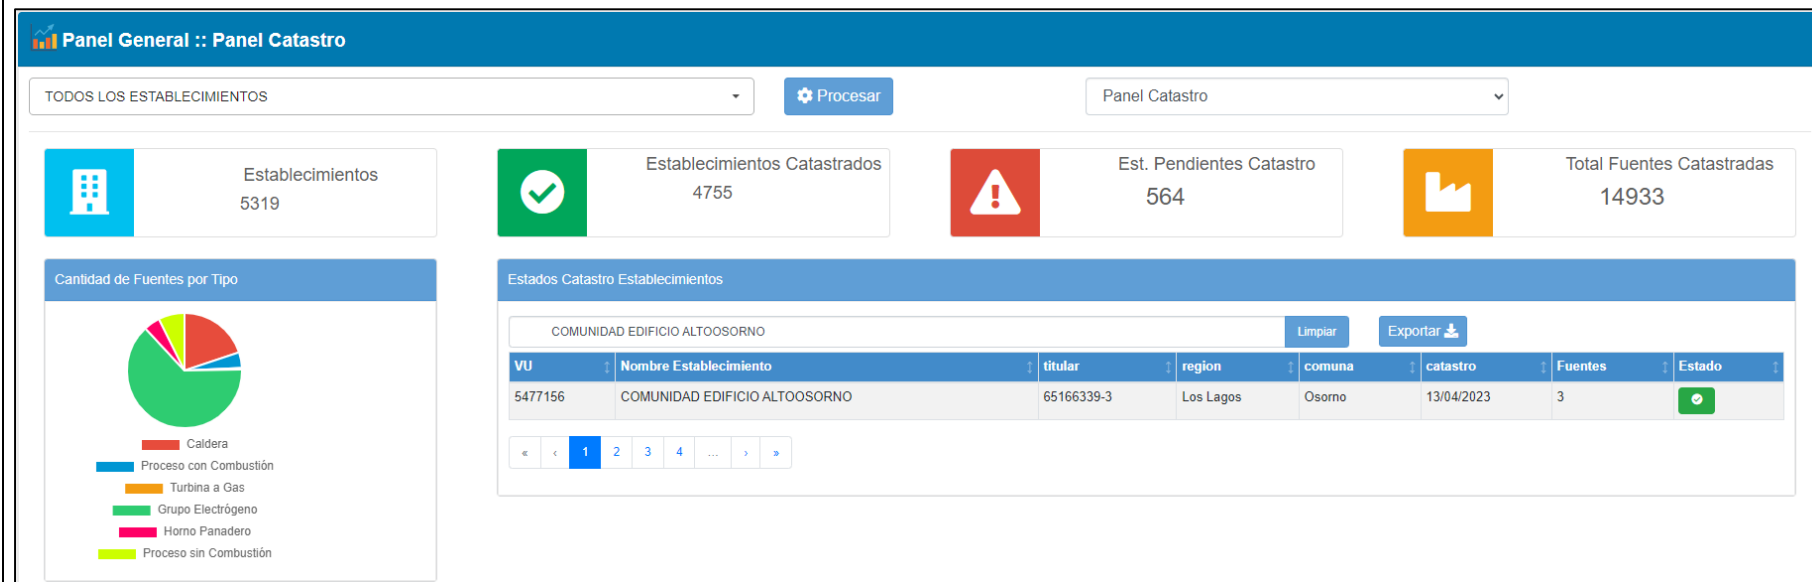 Panel General :: Panel Catastro
TODOS LOS ESTABLECIMIENTOS
Procesar
Panel Catastro
Establecimientos
5319
Establecimientos Catastrados
4755
Est. Pendientes Catastro
564
Total Fuentes Catastradas
14933
Cantidad de Fuentes por Tipo
Caldera
Proceso con Combustión
Turbina a Gas
Grupo Electrógeno
Horno Panadero
Proceso sin Combustión
Estados Catastro Establecimientos
COMUNIDAD EDIFICIO ALTOOSORNO
Limpiar
Exportar
VU Nombre Establecimiento titular region comuna catastro Fuentes Estado
5477156 COMUNIDAD EDIFICIO ALTOOSORNO 65166339-3 Los Lagos Osorno 13/04/2023 3
« ‹ 1 2 3 4 ... › »